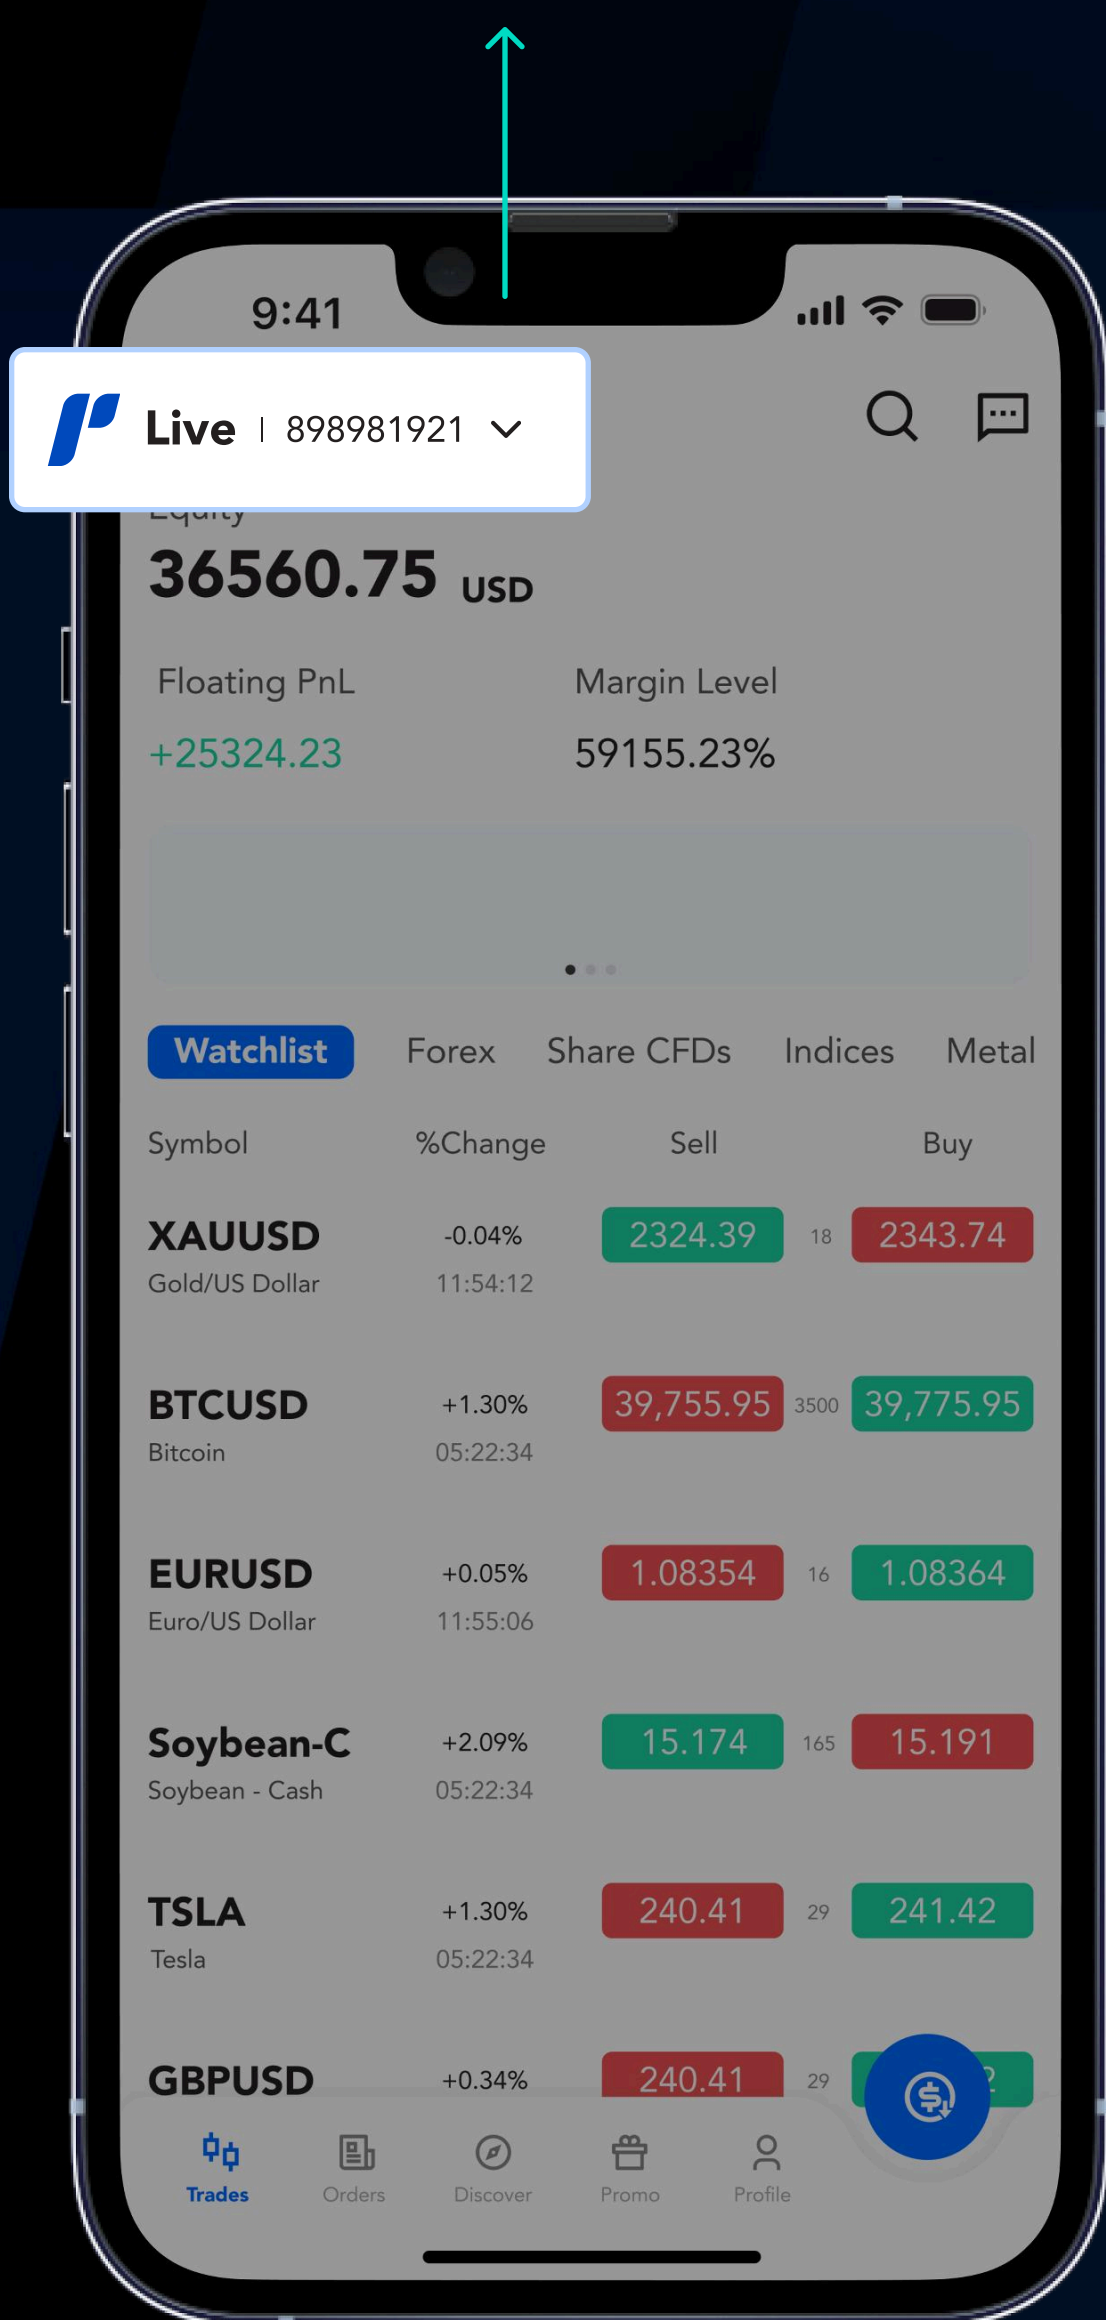 9:41
Live | 898981921
Equity
36560.75 USD
Floating PnL Margin Level
+25324.23 59155.23%
Watchlist Forex Share CFDs Indices Metal
Symbol %Change Sell Buy
XAUUSD -0.04% 2324.39 18 2343.74
Gold/US Dollar 11:54:12
BTCUSD +1.30% 39,755.95 3500 39,775.95
Bitcoin 05:22:34
EURUSD +0.05% 1.08354 16 1.08364
Euro/US Dollar 11:55:06
Soybean-C +2.09% 15.174 165 15.191
Soybean - Cash 05:22:34
TSLA +1.30% 240.41 29 241.42
Tesla 05:22:34
GBPUSD +0.34% 240.41 29
Trades Orders Discover Promo Profile